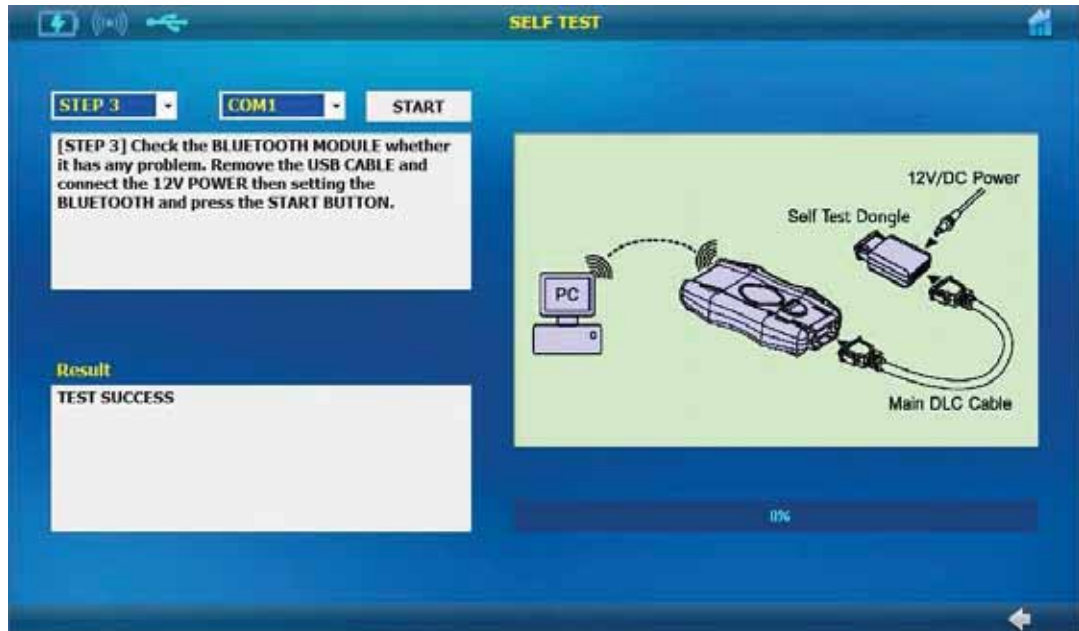 SELF TEST
STEP 3
COM1
START
[STEP 3] Check the BLUETOOTH MODULE whether
it has any problem. Remove the USB CABLE and
connect the 12V POWER then setting the
BLUETOOTH and press the START BUTTON.
12V/DC Power
Self Test Dongle
PC
Main DLC Cable
Result
TEST SUCCESS
0%